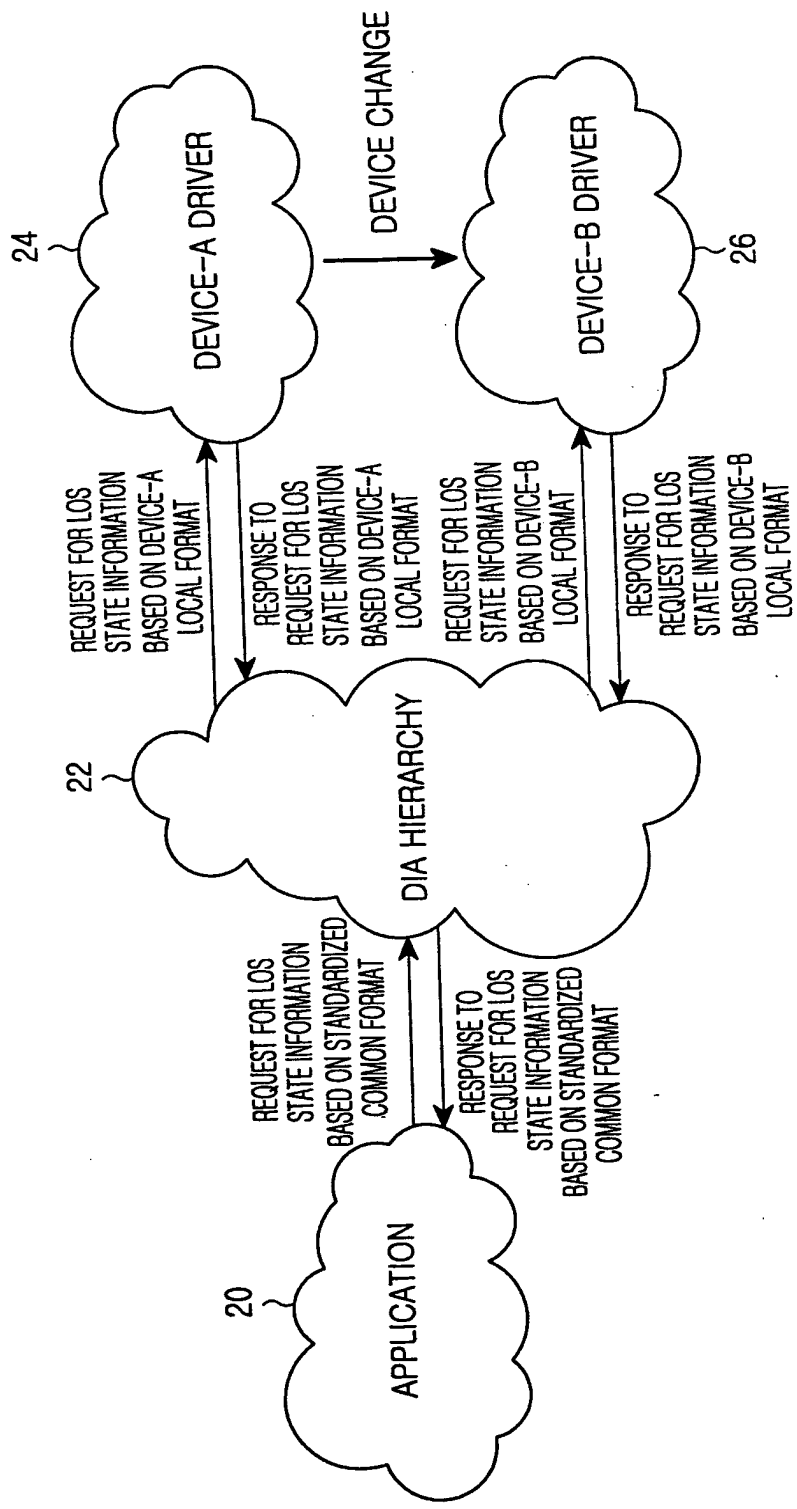 20
APPLICATION
REQUEST FOR LOS
STATE INFORMATION
BASED ON STANDARDIZED
COMMON FORMAT
RESPONSE TO
REQUEST FOR LOS
STATE INFORMATION
BASED ON STANDARDIZED
COMMON FORMAT
22
DIA HIERARCHY
REQUEST FOR LOS
STATE INFORMATION
BASED ON DEVICE-A
LOCAL FORMAT
RESPONSE TO
REQUEST FOR LOS
STATE INFORMATION
BASED ON DEVICE-A
LOCAL FORMAT
24
DEVICE-A DRIVER
DEVICE CHANGE
REQUEST FOR LOS
STATE INFORMATION
BASED ON DEVICE-B
LOCAL FORMAT
RESPONSE TO
REQUEST FOR LOS
STATE INFORMATION
BASED ON DEVICE-B
LOCAL FORMAT
DEVICE-B DRIVER
26